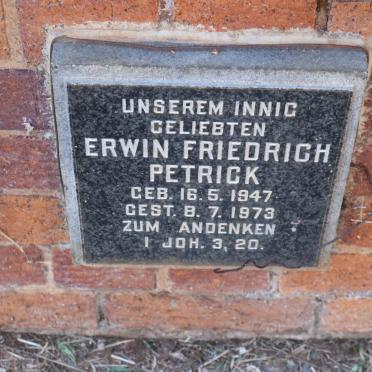 UNSEREM INNIG
GELIEBTEN
ERWIN FRIEDRICH
PETRICK
GEB. 16. 5. 1947
GEST. 8. 7. 1973
ZUM ANDENKEN
1 JOH. 3, 20.